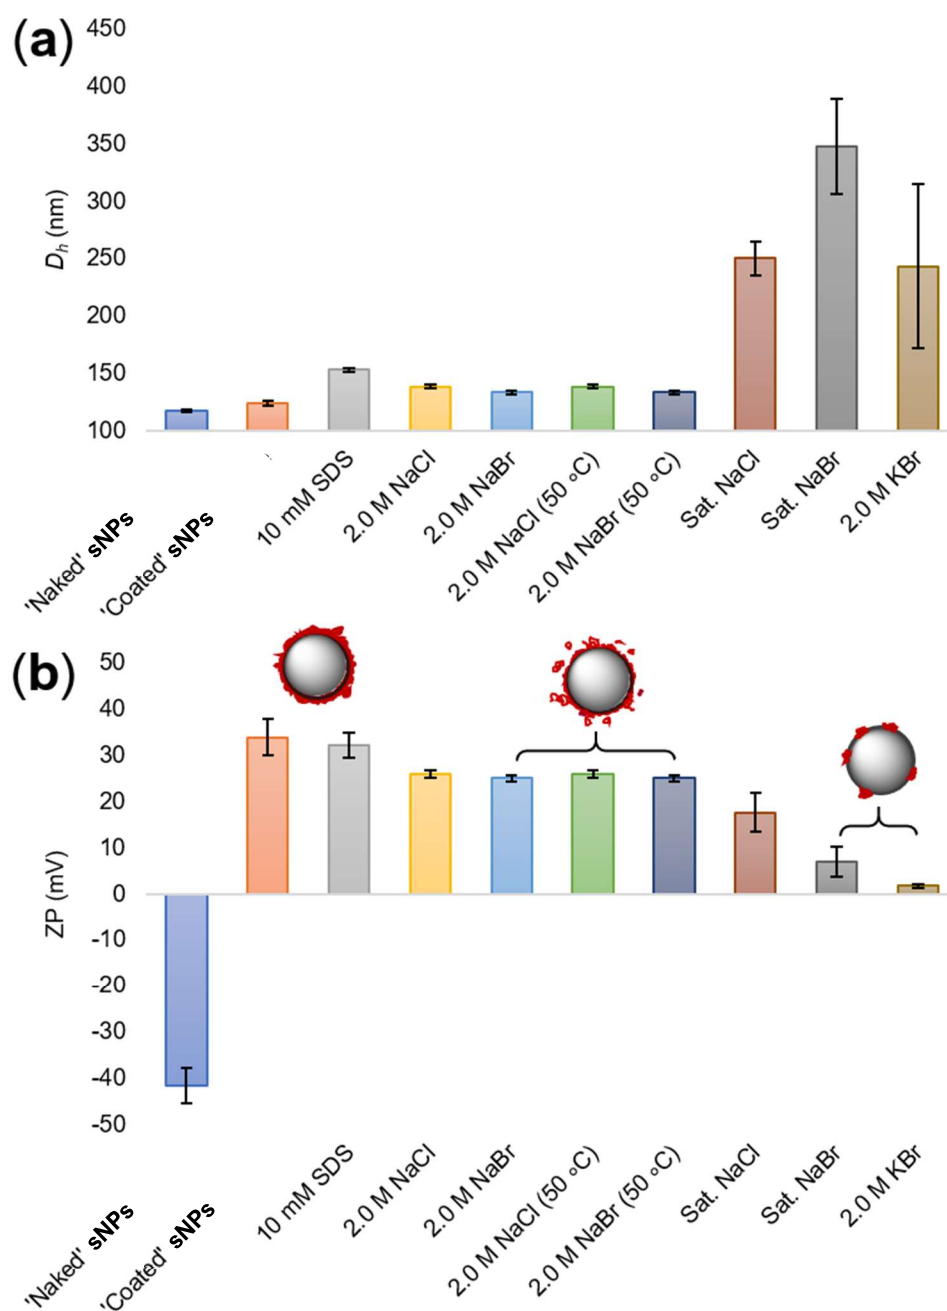 (a)
450
400
350
300
250
200
150
100
Dh (nm)
'Naked' sNPs
'Coated' sNPs
10 mM SDS
2.0 M NaCl
2.0 M NaBr
2.0 M NaCl (50 °C)
2.0 M NaBr (50 °C)
Sat. NaCl
Sat. NaBr
2.0 M KBr
(b)
50
40
30
20
10
0
-10
-20
-30
-40
-50
ZP (mV)
'Naked' sNPs
'Coated' sNPs
10 mM SDS
2.0 M NaCl
2.0 M NaBr
2.0 M NaCl (50 °C)
2.0 M NaBr (50 °C)
Sat. NaCl
Sat. NaBr
2.0 M KBr